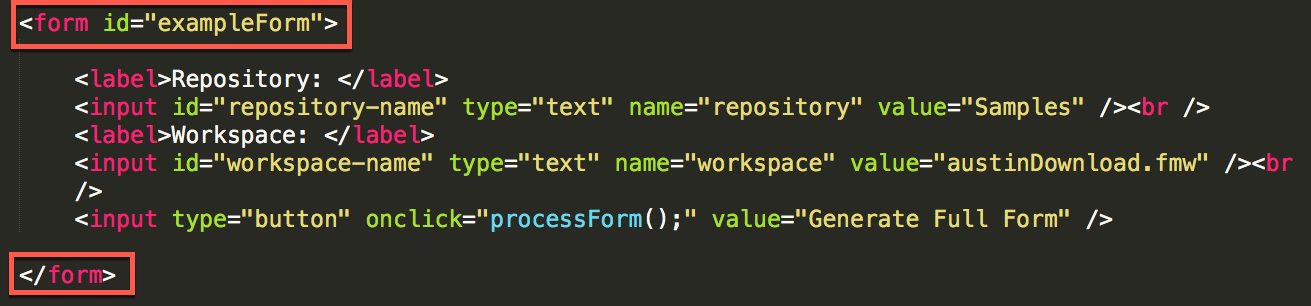 <form id="exampleForm">
<label>Repository: </label>
<input id="repository-name" type="text" name="repository" value="Samples" /><br />
<label>Workspace: </label>
<input id="workspace-name" type="text" name="workspace" value="austinDownload.fmw" /><br
/>
<input type="button" onclick="processForm();" value="Generate Full Form" />
</form>